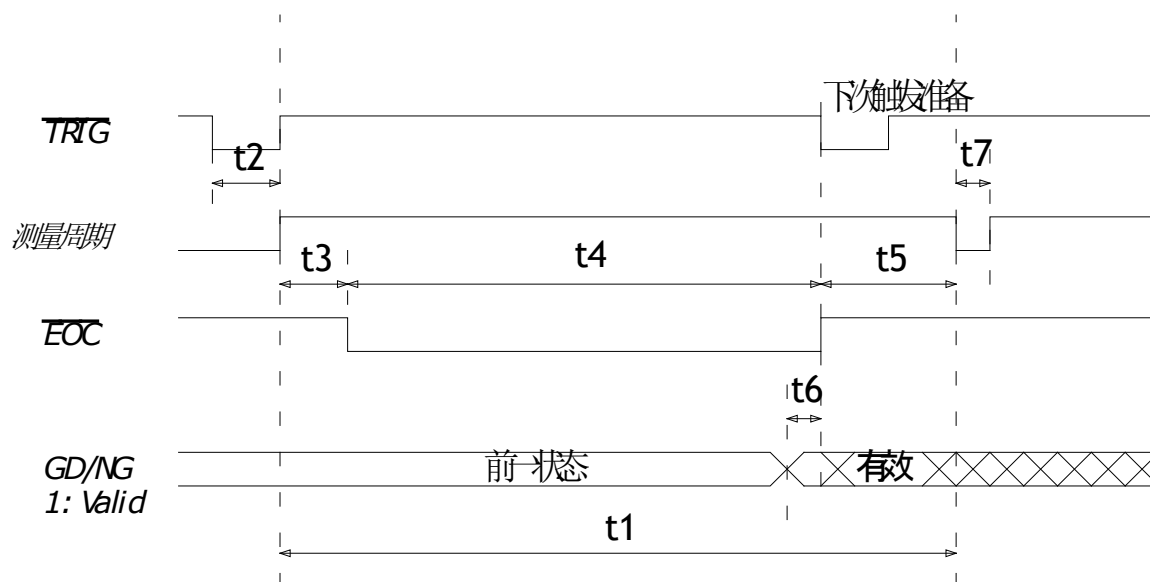 下次触发准备
TRIG
t2
t7
测量周期
t3
t4
t5
EOC
t6
GD/NG
1: Valid
前一状态
有效
t1